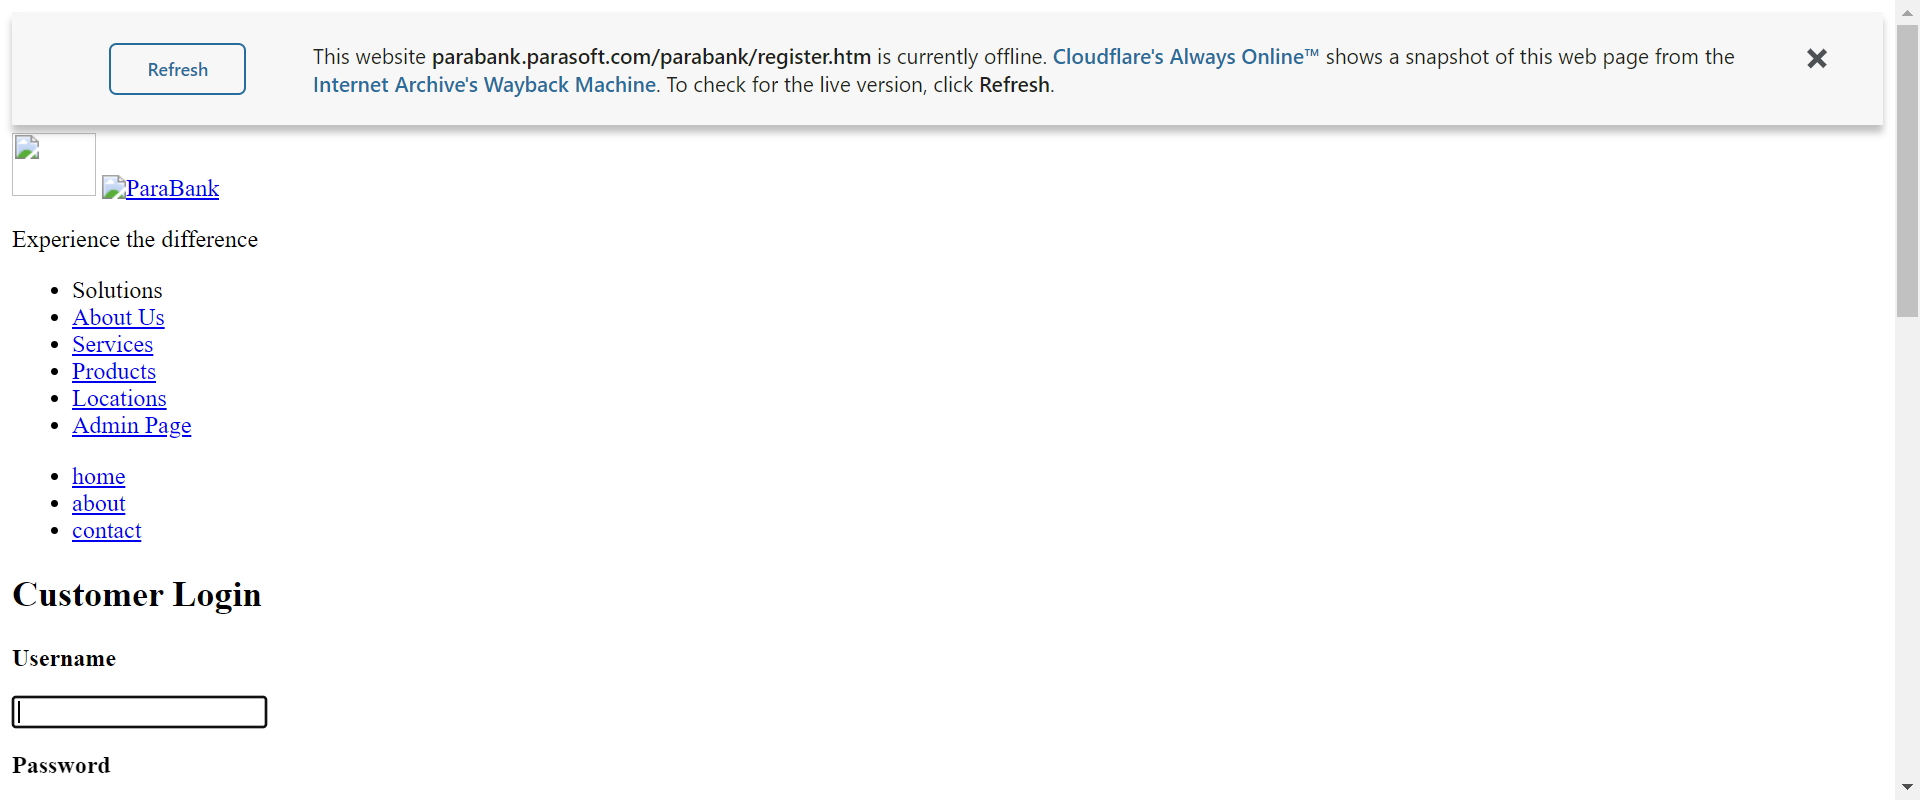 Refresh
This website parabank.parasoft.com/parabank/register.htm is currently offline. Cloudflare's Always Online™ shows a snapshot of this web page from the
Internet Archive's Wayback Machine. To check for the live version, click Refresh.
ParaBank
Experience the difference
Solutions
About Us
Services
Products
Locations
Admin Page
home
about
contact
Customer Login
Username
Password